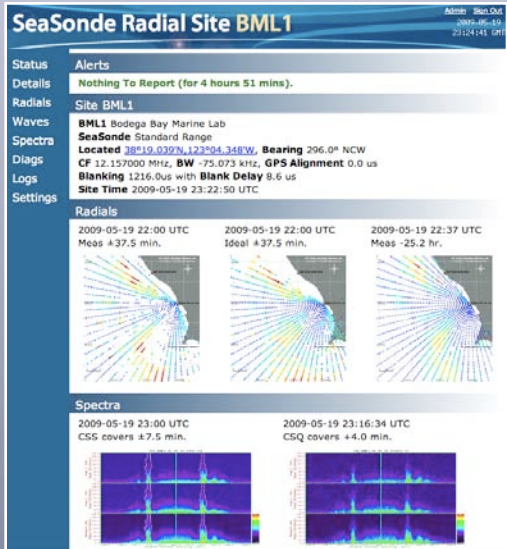 SeaSonde Radial Site BML1
Admin Sign Out
2009-05-19
23:24:41 GMT
Status
Details
Radials
Waves
Spectra
Diags
Logs
Settings
Alerts
Nothing To Report (for 4 hours 51 mins).
Site BML1
BML1 Bodega Bay Marine Lab
SeaSonde Standard Range
Located 38°19.039'N,123°04.348'W, Bearing 296.0° NCW
CF 12.157000 MHz, BW -75.073 kHz, GPS Alignment 0.0 us
Blanking 1216.0us with Blank Delay 8.6 us
Site Time 2009-05-19 23:22:50 UTC
Radials
2009-05-19 22:00 UTC
Meas ±37.5 min.
2009-05-19 22:00 UTC
Ideal ±37.5 min.
2009-05-19 22:37 UTC
Meas -25.2 hr.
Spectra
2009-05-19 23:00 UTC
CSS covers ±7.5 min.
2009-05-19 23:16:34 UTC
CSQ covers +4.0 min.